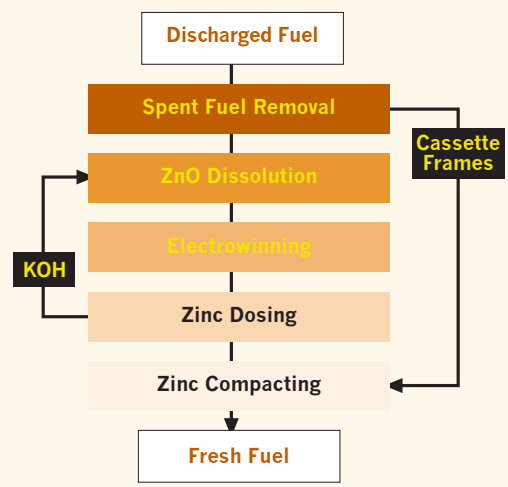 Discharged Fuel
Spent Fuel Removal
Cassette
Frames
ZnO Dissolution
Electrowinning
KOH
Zinc Dosing
Zinc Compacting
Fresh Fuel